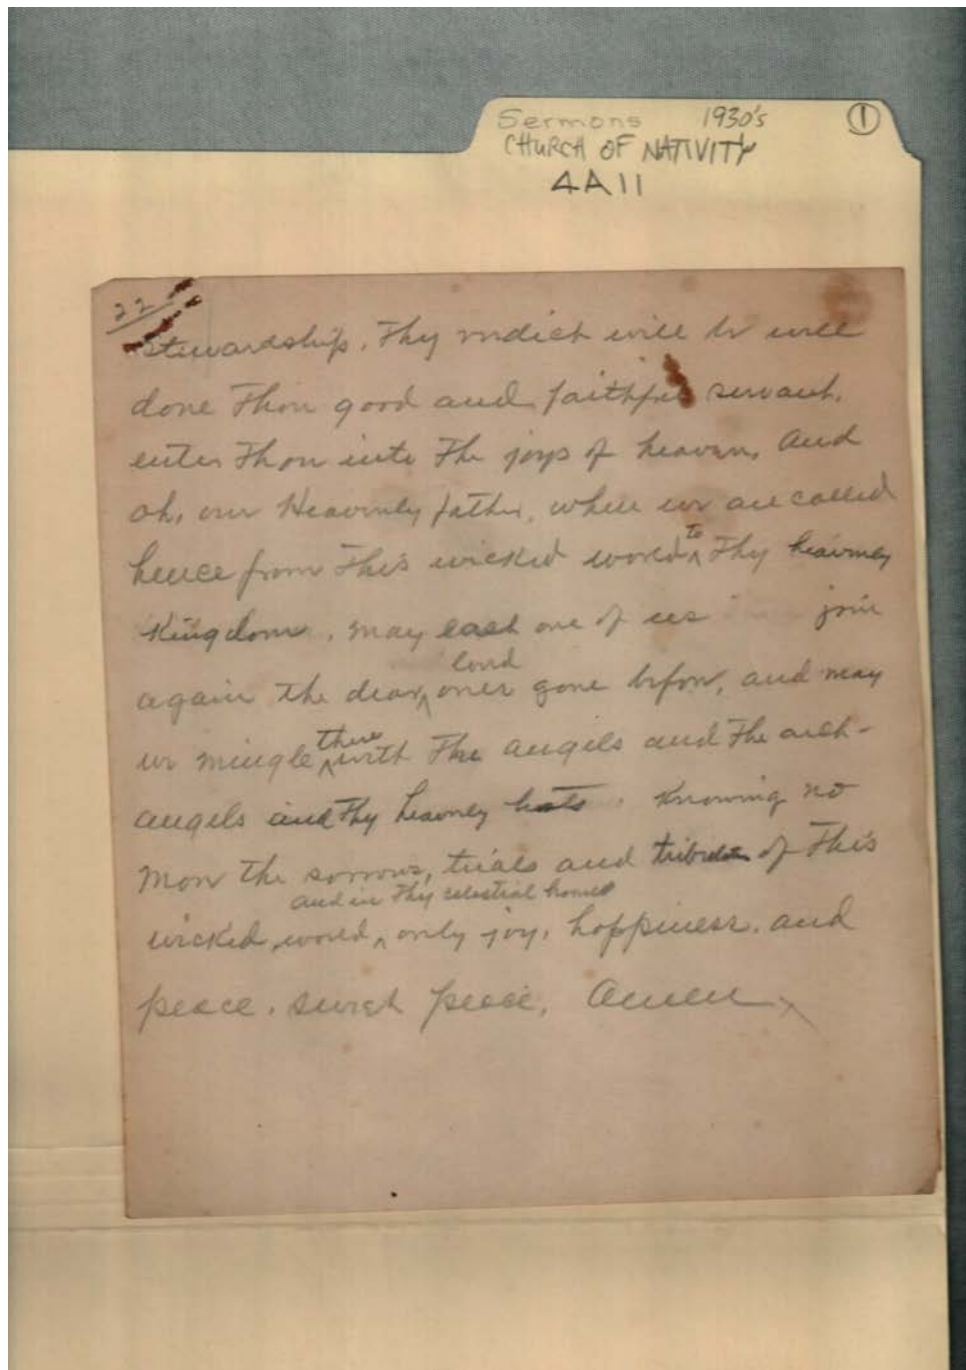 Sermons 1930's ①
CHURCH OF NATIVITY
4A11
22
stewardship. Thy verdict will be well
done Thou good and faithful servant.
enter Thou into The joys of heaven. And
oh, our Heavenly father, when we are called
hence from This wicked world to Thy heavenly
Kingdom, may each one of us join
again the dear loved ones gone before, and may
we mingle there with The angels and The arch-
angels and Thy heavenly hosts. Knowing no
more the sorrows, trials and of This
wicked world, and in Thy celestial home only joy, happiness, and
peace. sweet peace. Amen